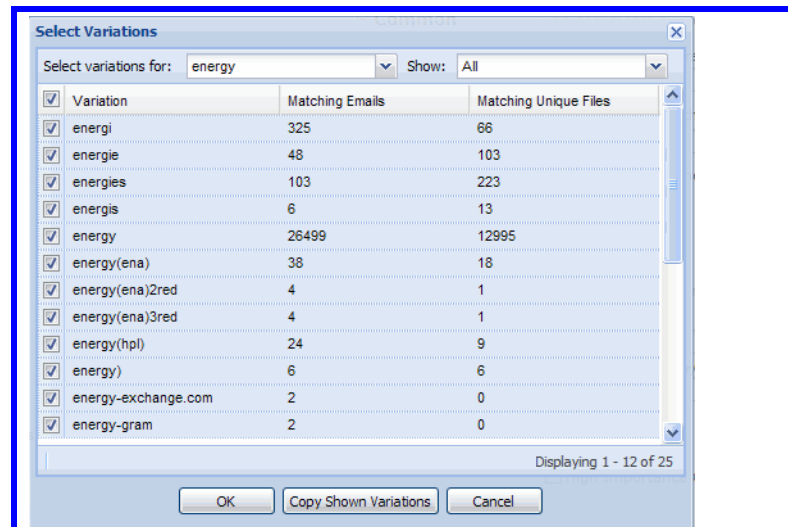 Common
Select Variations
Select variations for: energy Show: All
Variation Matching Emails Matching Unique Files
energi 325 66
energie 48 103
energies 103 223
energis 6 13
energy 26499 12995
energy(ena) 38 18
energy(ena)2red 4 1
energy(ena)3red 4 1
energy(hpl) 24 9
energy) 6 6
energy-exchange.com 2 0
energy-gram 2 0
Displaying 1 - 12 of 25
OK Copy Shown Variations Cancel